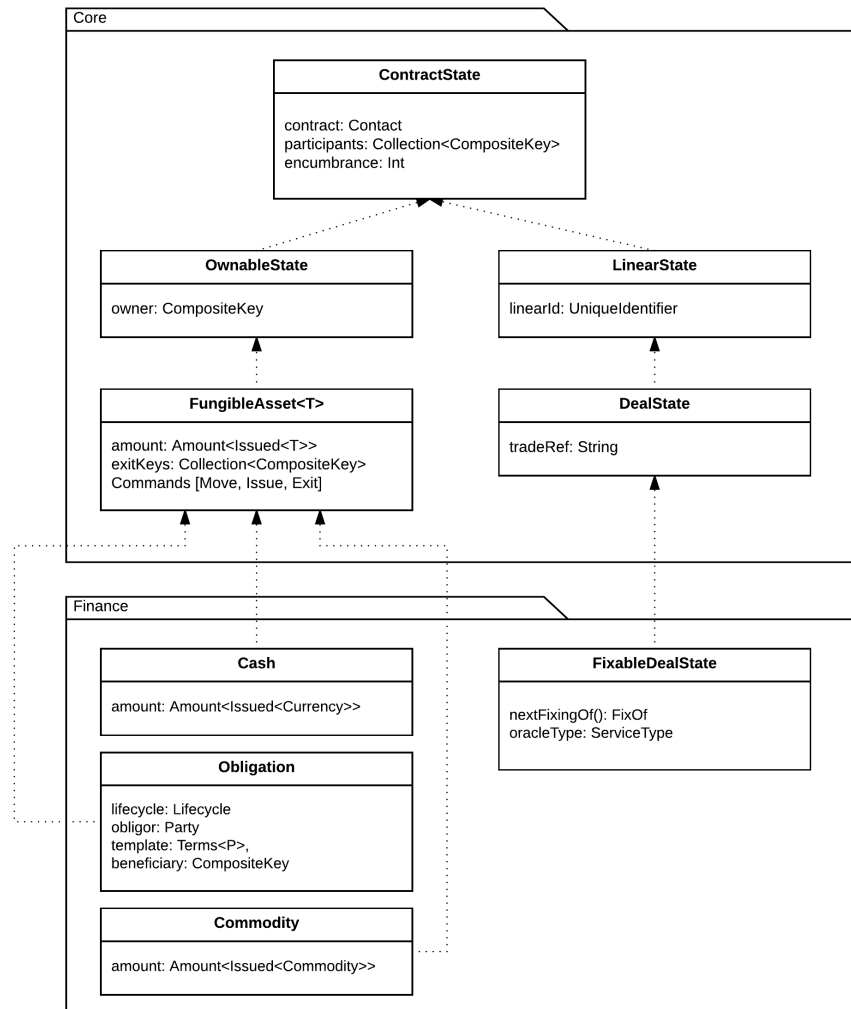 Core
ContractState
contract: Contact
participants: Collection<CompositeKey>
encumbrance: Int
OwnableState
owner: CompositeKey
LinearState
linearId: UniqueIdentifier
FungibleAsset<T>
amount: Amount<Issued<T>>
exitKeys: Collection<CompositeKey>
Commands [Move, Issue, Exit]
DealState
tradeRef: String
Finance
Cash
amount: Amount<Issued<Currency>>
FixableDealState
nextFixingOf(): FixOf
oracleType: ServiceType
Obligation
lifecycle: Lifecycle
obligor: Party
template: Terms<P>,
beneficiary: CompositeKey
Commodity
amount: Amount<Issued<Commodity>>